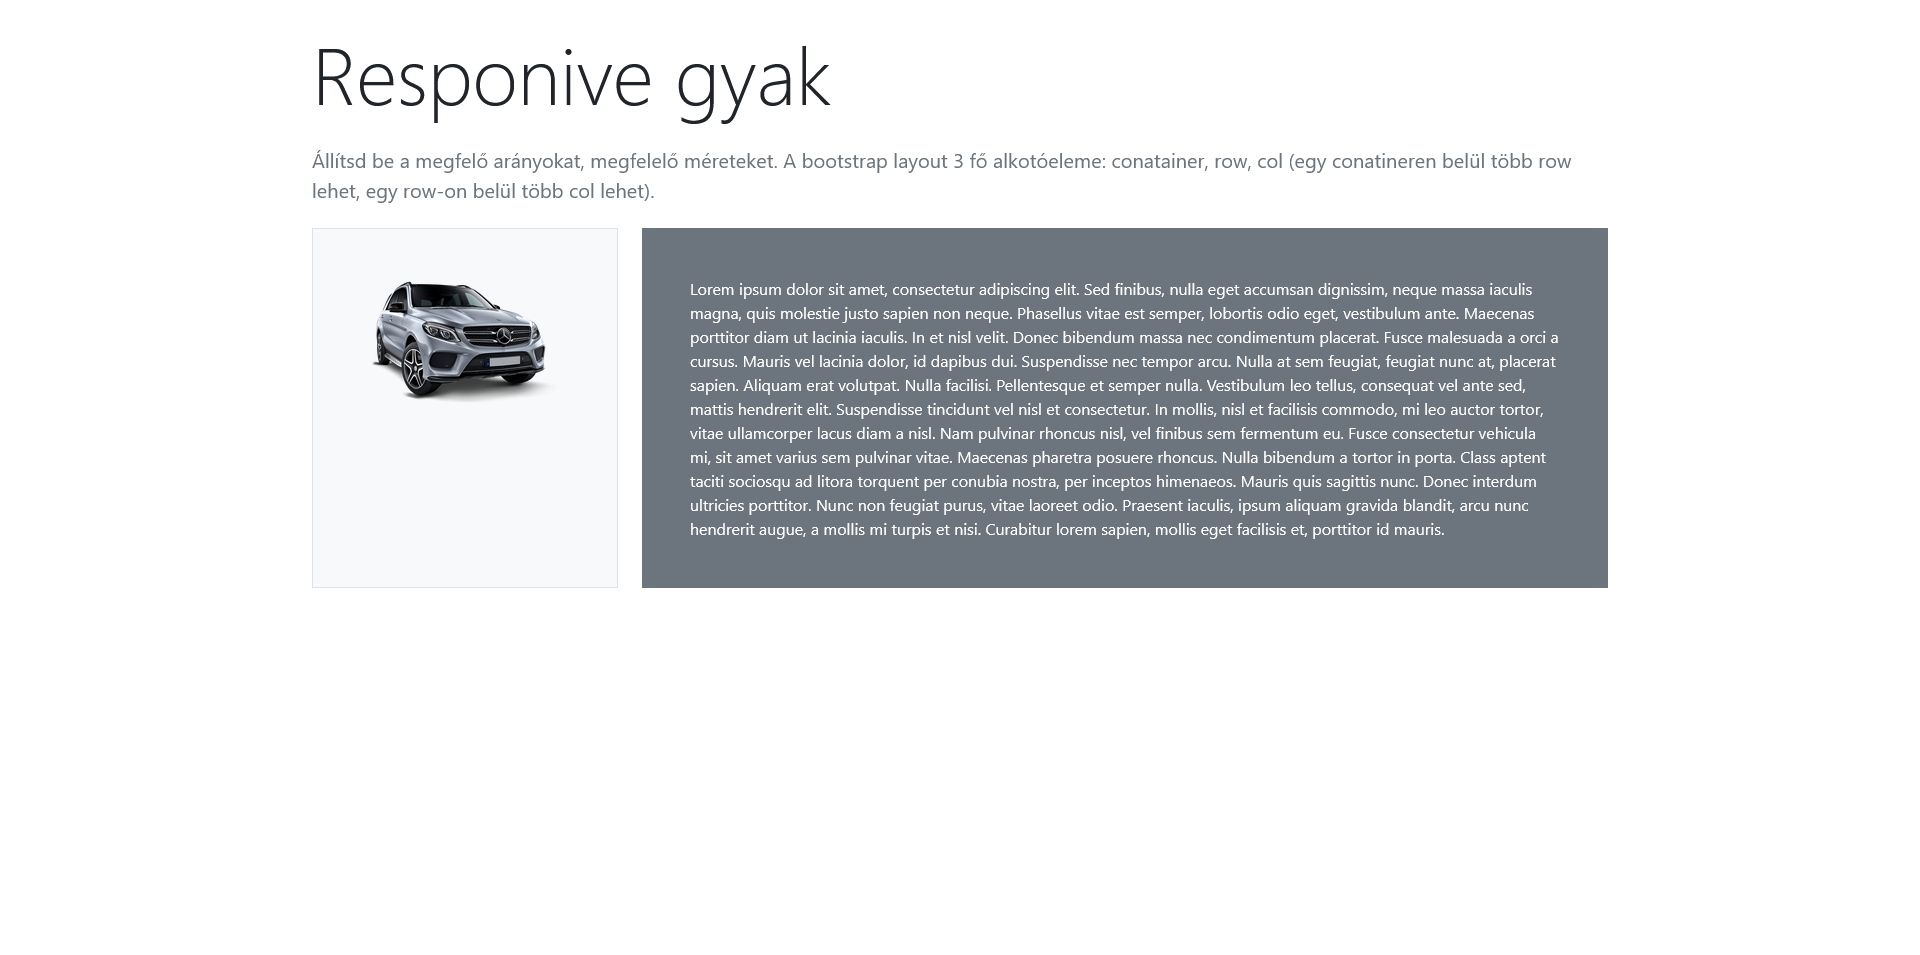 Responive gyak
Állítsd be a megfelő arányokat, megfelelő méreteket. A bootstrap layout 3 fő alkotóeleme: conatainer, row, col (egy conatineren belül több row
lehet, egy row-on belül több col lehet).
Lorem ipsum dolor sit amet, consectetur adipiscing elit. Sed finibus, nulla eget accumsan dignissim, neque massa iaculis
magna, quis molestie justo sapien non neque. Phasellus vitae est semper, lobortis odio eget, vestibulum ante. Maecenas
porttitor diam ut lacinia iaculis. In et nisl velit. Donec bibendum massa nec condimentum placerat. Fusce malesuada a orci a
cursus. Mauris vel lacinia dolor, id dapibus dui. Suspendisse nec tempor arcu. Nulla at sem feugiat, feugiat nunc at, placerat
sapien. Aliquam erat volutpat. Nulla facilisi. Pellentesque et semper nulla. Vestibulum leo tellus, consequat vel ante sed,
mattis hendrerit elit. Suspendisse tincidunt vel nisl et consectetur. In mollis, nisl et facilisis commodo, mi leo auctor tortor,
vitae ullamcorper lacus diam a nisl. Nam pulvinar rhoncus nisl, vel finibus sem fermentum eu. Fusce consectetur vehicula
mi, sit amet varius sem pulvinar vitae. Maecenas pharetra posuere rhoncus. Nulla bibendum a tortor in porta. Class aptent
taciti sociosqu ad litora torquent per conubia nostra, per inceptos himenaeos. Mauris quis sagittis nunc. Donec interdum
ultricies porttitor. Nunc non feugiat purus, vitae laoreet odio. Praesent iaculis, ipsum aliquam gravida blandit, arcu nunc
hendrerit augue, a mollis mi turpis et nisi. Curabitur lorem sapien, mollis eget facilisis et, porttitor id mauris.